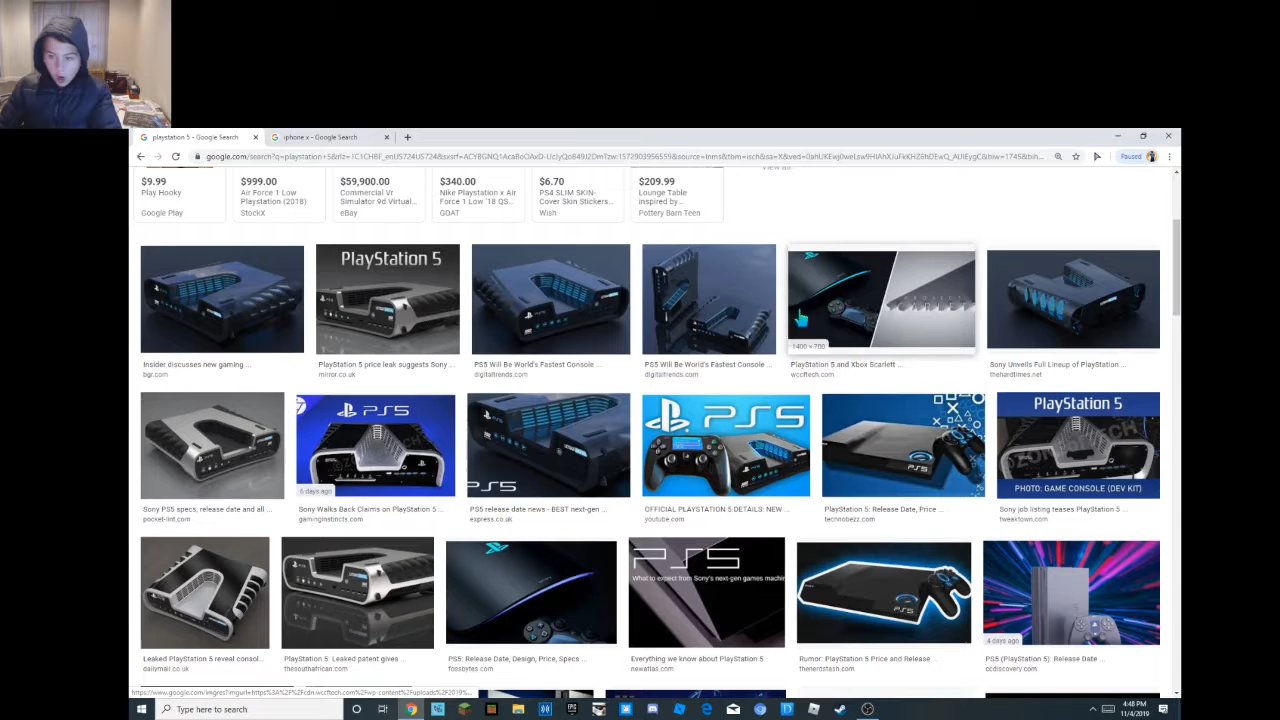 playstation 5 - Google Search
iphone x - Google Search
Paused
View all
$9.99
Play Hooky
Google Play
$999.00
Air Force 1 Low
Playstation (2018)
StockX
$59,900.00
Commercial Vr
Simulator 9d Virtual...
eBay
$340.00
Nike Playstation x Air
Force 1 Low '18 QS...
GOAT
$6.70
PS4 SLIM SKIN-
Cover Skin Stickers...
Wish
$209.99
Lounge Table
inspired by...
Pottery Barn Teen
PlayStation 5
PROJECT
SCARLETT
1400 × 700
Insider discusses new gaming ...
bgr.com
PlayStation 5 price leak suggests Sony ...
mirror.co.uk
PS5 Will Be World's Fastest Console ...
digitaltrends.com
PS5 Will Be World's Fastest Console ...
digitaltrends.com
PlayStation 5 and Xbox Scarlett ...
wccftech.com
Sony Unveils Full Lineup of PlayStation ...
thehardtimes.net
PS5
6 days ago
PS5
PS5
PS5
PlayStation 5
PHOTO: GAME CONSOLE (DEV KIT)
Sony PS5 specs, release date and all ...
pocket-lint.com
Sony Walks Back Claims on PlayStation 5 ...
gaminginstincts.com
PS5 release date news - BEST next-gen ...
express.co.uk
OFFICIAL PLAYSTATION 5 DETAILS: NEW ...
youtube.com
PlayStation 5: Release Date, Price ...
technobezz.com
Sony job listing teases PlayStation 5 ...
tweaktown.com
PS5
What to expect from Sony's next-gen games machin
PS5
4 days ago
Leaked PlayStation 5 reveal consol...
dailymail.co.uk
PlayStation 5: Leaked patent gives ...
thesouthafrican.com
PS5: Release Date, Design, Price, Specs ...
fossbytes.com
Everything we know about PlayStation 5
newatlas.com
Rumor: PlayStation 5 Price and Release ...
thenerdstash.com
PS5 (PlayStation 5): Release Date ...
ccdiscovery.com
Type here to search
4:48 PM
11/4/2019